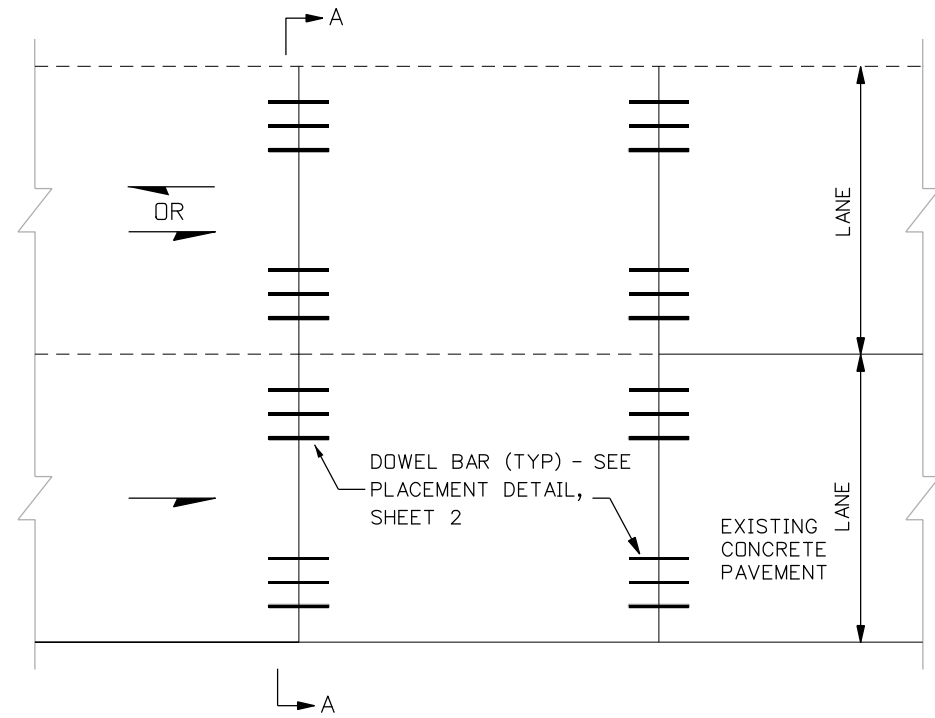 A
LANE
OR
DOWEL BAR (TYP) - SEE
PLACEMENT DETAIL,
SHEET 2
LANE
EXISTING
CONCRETE
PAVEMENT
A